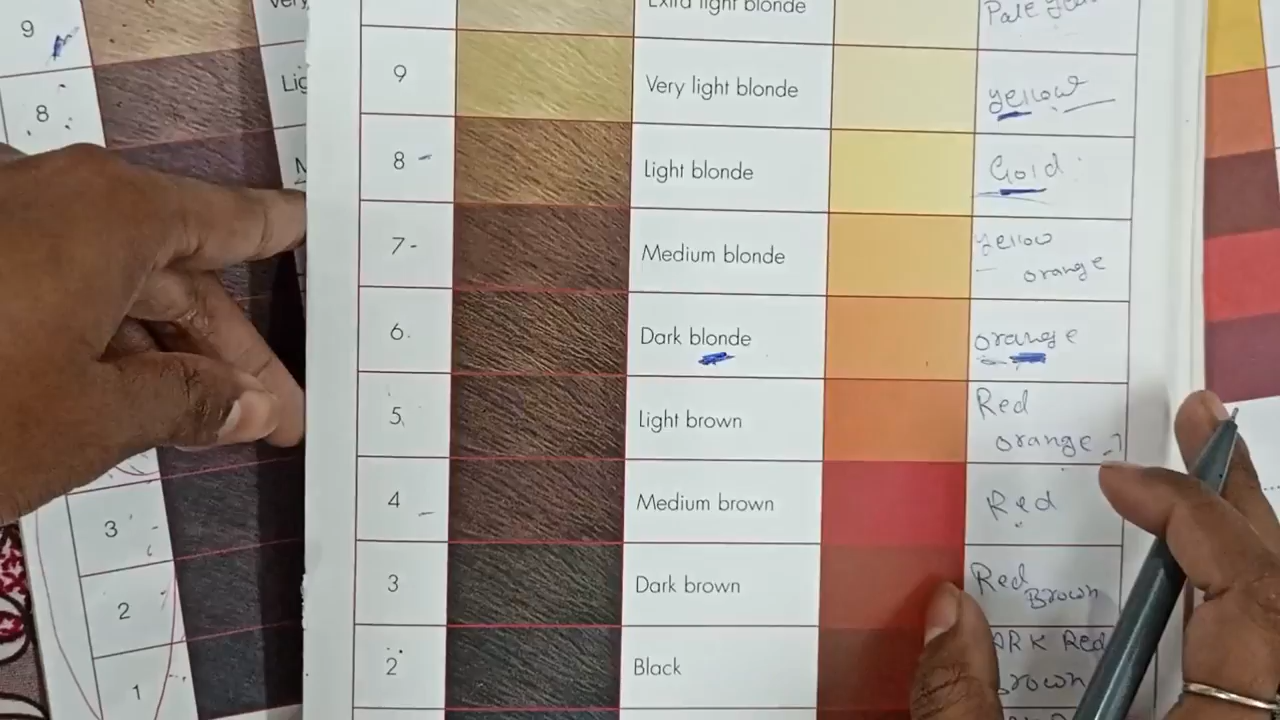 9
8
3
2
1
Extra light blonde
Pale
9
Very light blonde
yellow
8
Light blonde
Gold
7
Medium blonde
yellow
orange
6
Dark blonde
orange
5
Light brown
Red
orange
4
Medium brown
Red
3
Dark brown
Red
Brown
2
Black